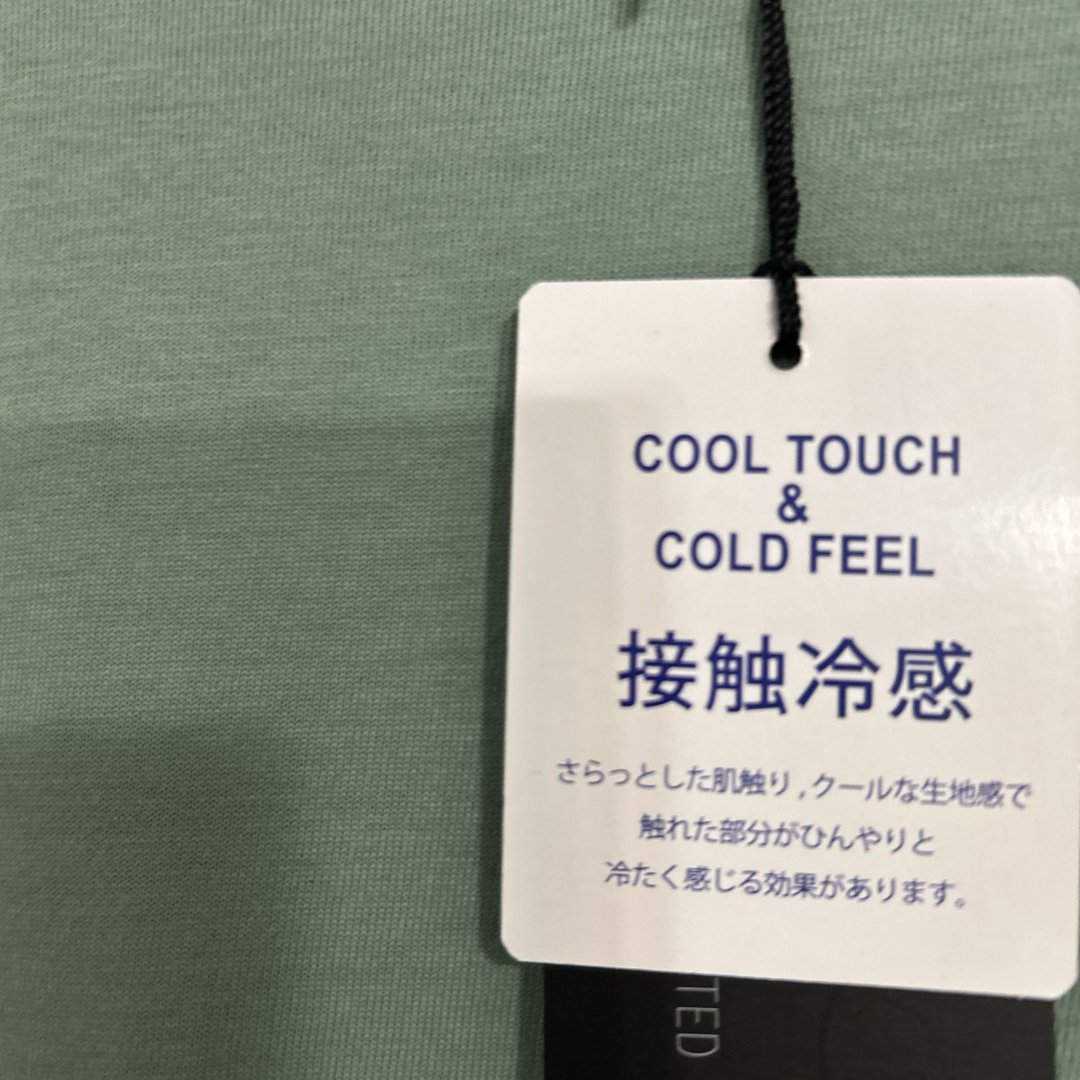 COOL TOUCH
&
COLD FEEL
接触冷感
さらっとした肌触り,クールな生地感で
触れた部分がひんやりと
冷たく感じる効果があります。
TED